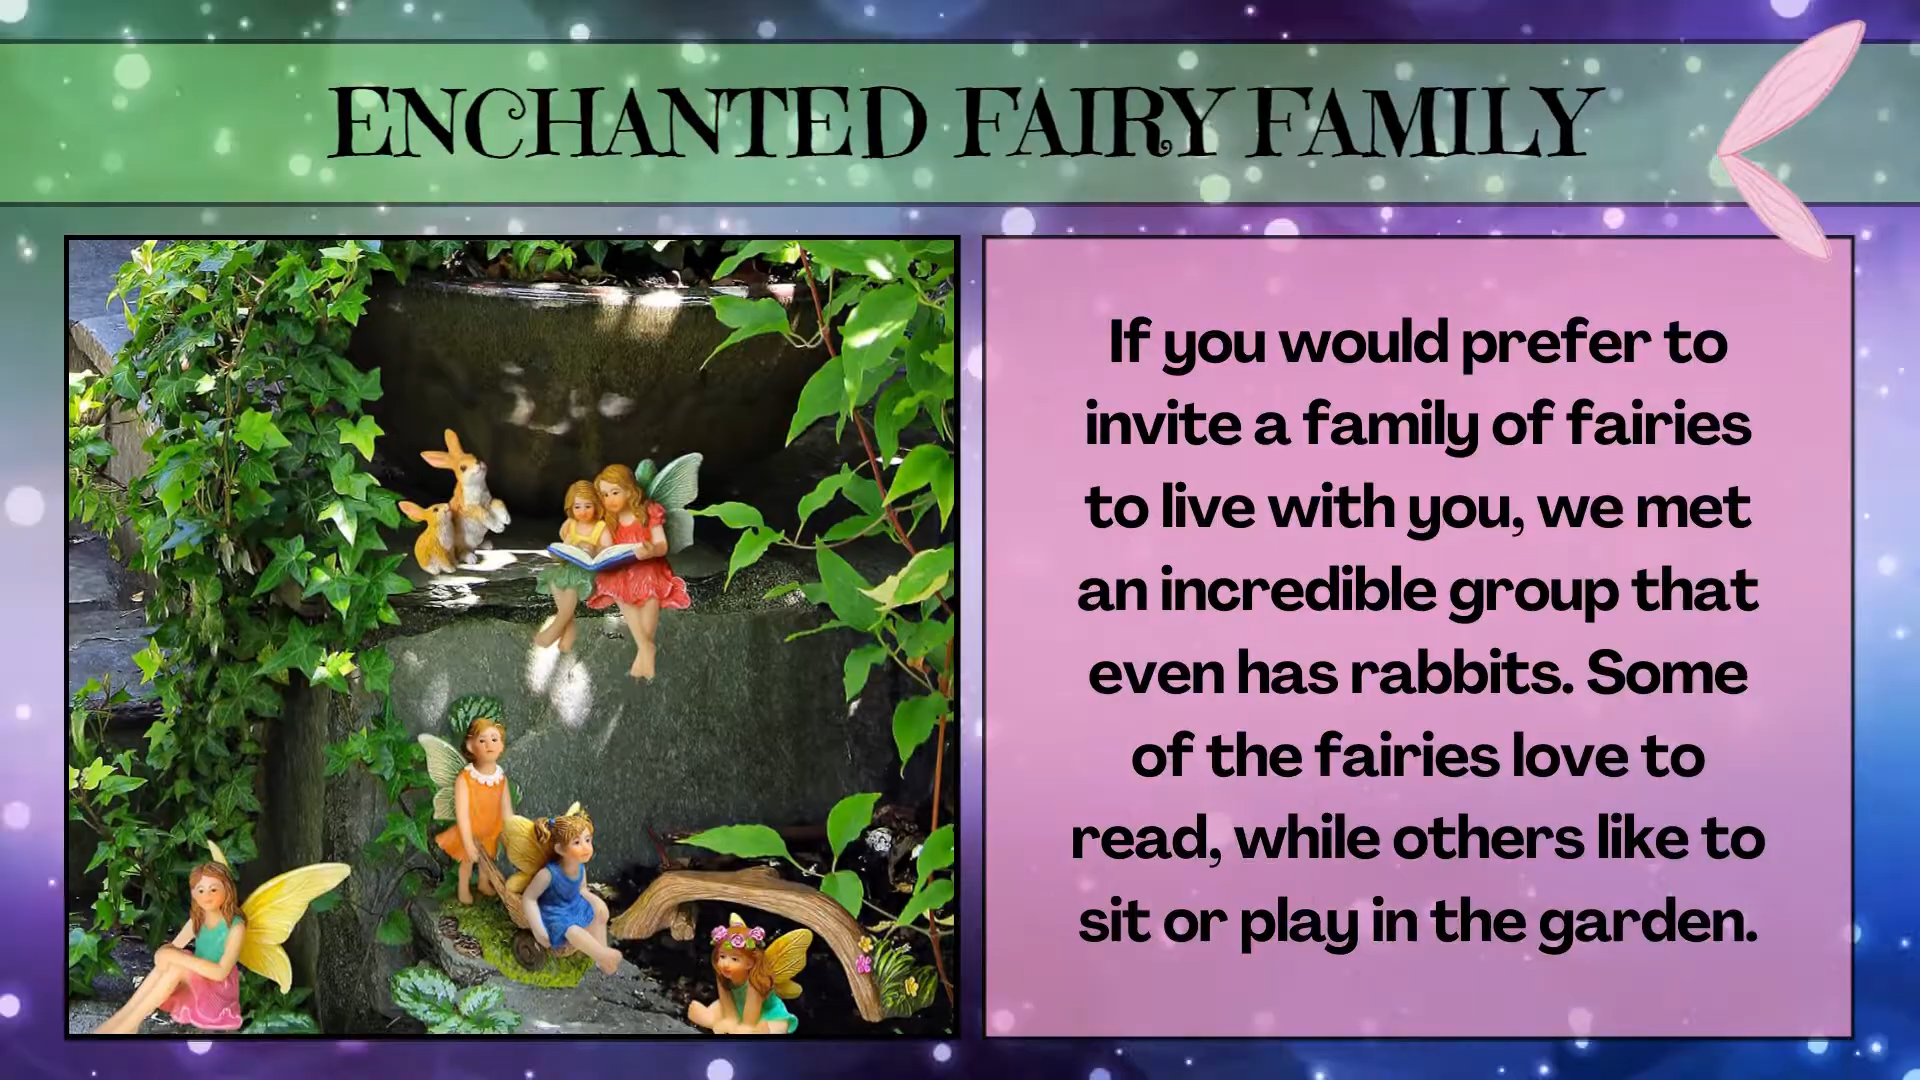 ENCHANTED FAIRY FAMILY
If you would prefer to
invite a family of fairies
to live with you, we met
an incredible group that
even has rabbits. Some
of the fairies love to
read, while others like to
sit or play in the garden.